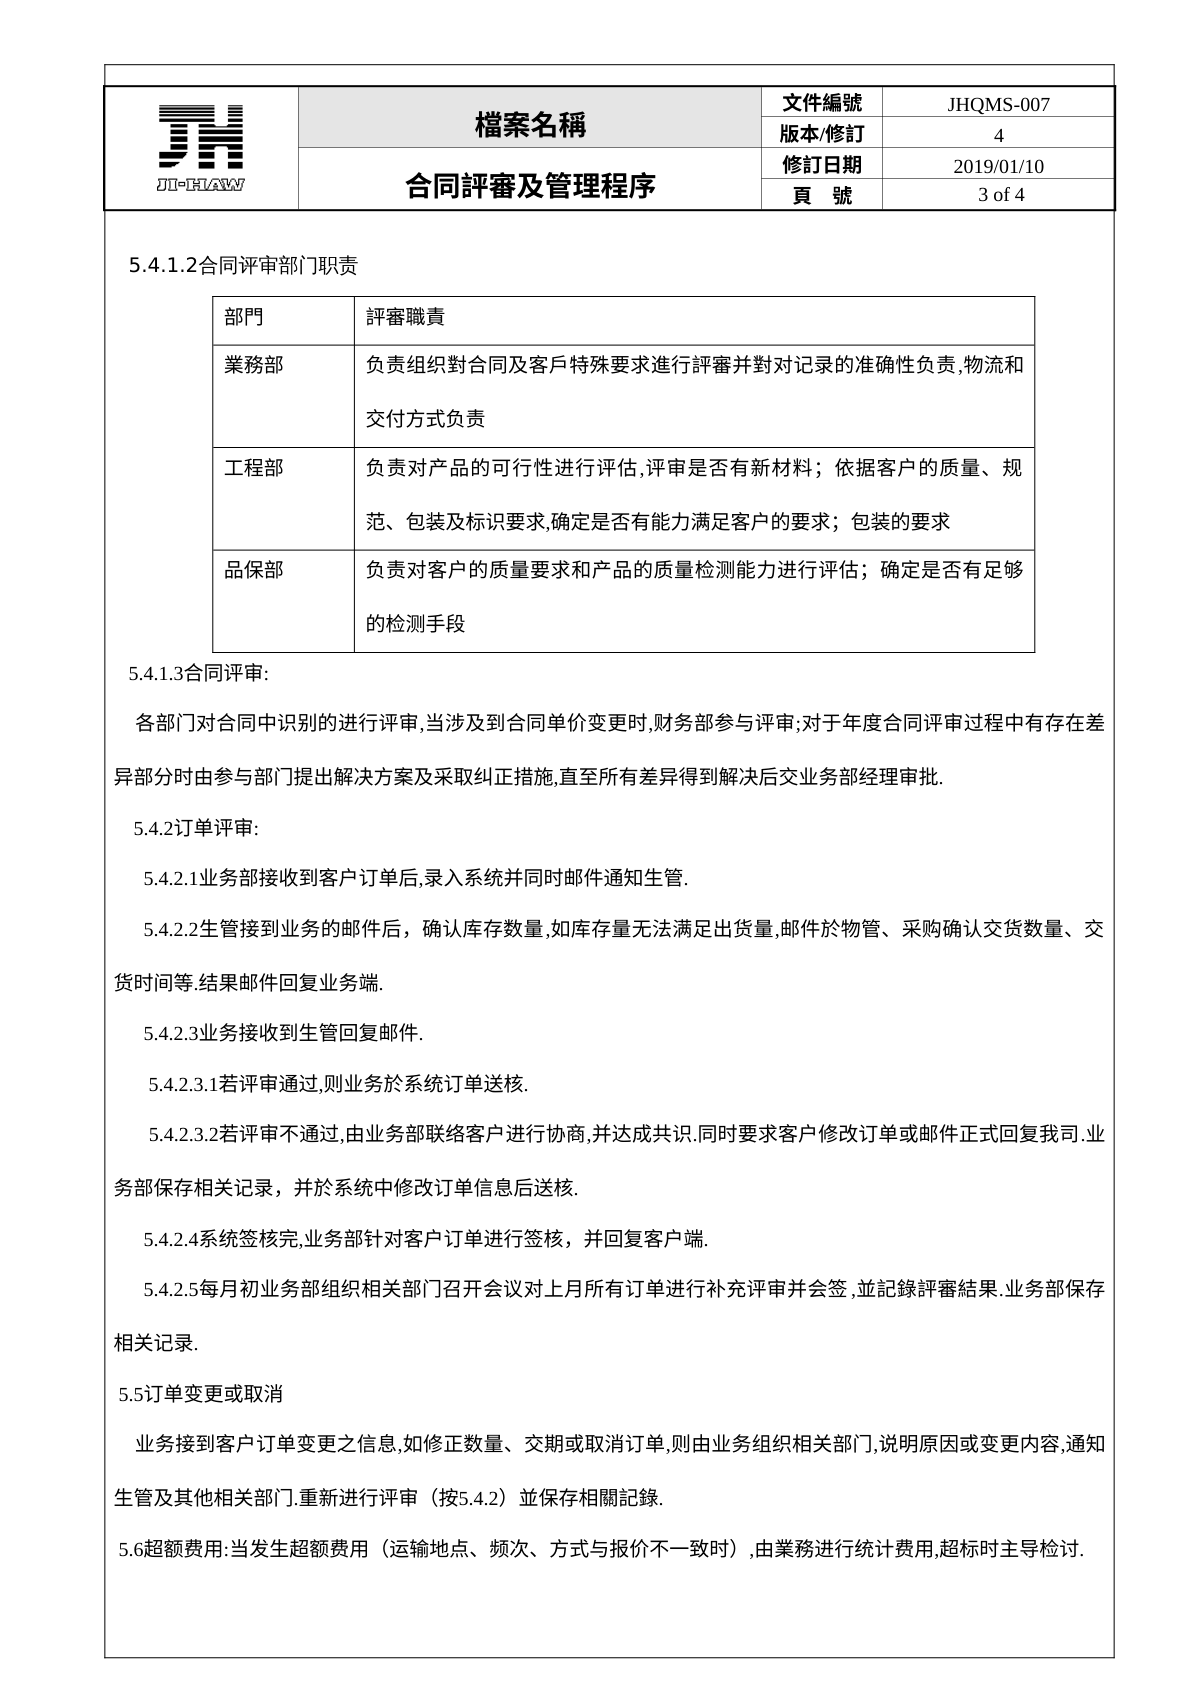 JH
JI-HAW
檔案名稱
合同評審及管理程序
文件編號 JHQMS-007
版本/修訂 4
修訂日期 2019/01/10
頁 號 3 of 4
5.4.1.2合同评审部门职责
部門 評審職責
業務部 负责组织對合同及客戶特殊要求進行評審并對对记录的准确性负责,物流和
交付方式负责
工程部 负责对产品的可行性进行评估,评审是否有新材料；依据客户的质量、规
范、包装及标识要求,确定是否有能力满足客户的要求；包装的要求
品保部 负责对客户的质量要求和产品的质量检测能力进行评估；确定是否有足够
的检测手段
5.4.1.3合同评审:
各部门对合同中识别的进行评审,当涉及到合同单价变更时,财务部参与评审;对于年度合同评审过程中有存在差
异部分时由参与部门提出解决方案及采取纠正措施,直至所有差异得到解决后交业务部经理审批.
5.4.2订单评审:
5.4.2.1业务部接收到客户订单后,录入系统并同时邮件通知生管.
5.4.2.2生管接到业务的邮件后，确认库存数量,如库存量无法满足出货量,邮件於物管、采购确认交货数量、交
货时间等.结果邮件回复业务端.
5.4.2.3业务接收到生管回复邮件.
5.4.2.3.1若评审通过,则业务於系统订单送核.
5.4.2.3.2若评审不通过,由业务部联络客户进行协商,并达成共识.同时要求客户修改订单或邮件正式回复我司.业
务部保存相关记录，并於系统中修改订单信息后送核.
5.4.2.4系统签核完,业务部针对客户订单进行签核，并回复客户端.
5.4.2.5每月初业务部组织相关部门召开会议对上月所有订单进行补充评审并会签,並記錄評審結果.业务部保存
相关记录.
5.5订单变更或取消
业务接到客户订单变更之信息,如修正数量、交期或取消订单,则由业务组织相关部门,说明原因或变更内容,通知
生管及其他相关部门.重新进行评审（按5.4.2）並保存相關記錄.
5.6超额费用:当发生超额费用（运输地点、频次、方式与报价不一致时）,由業務进行统计费用,超标时主导检讨.